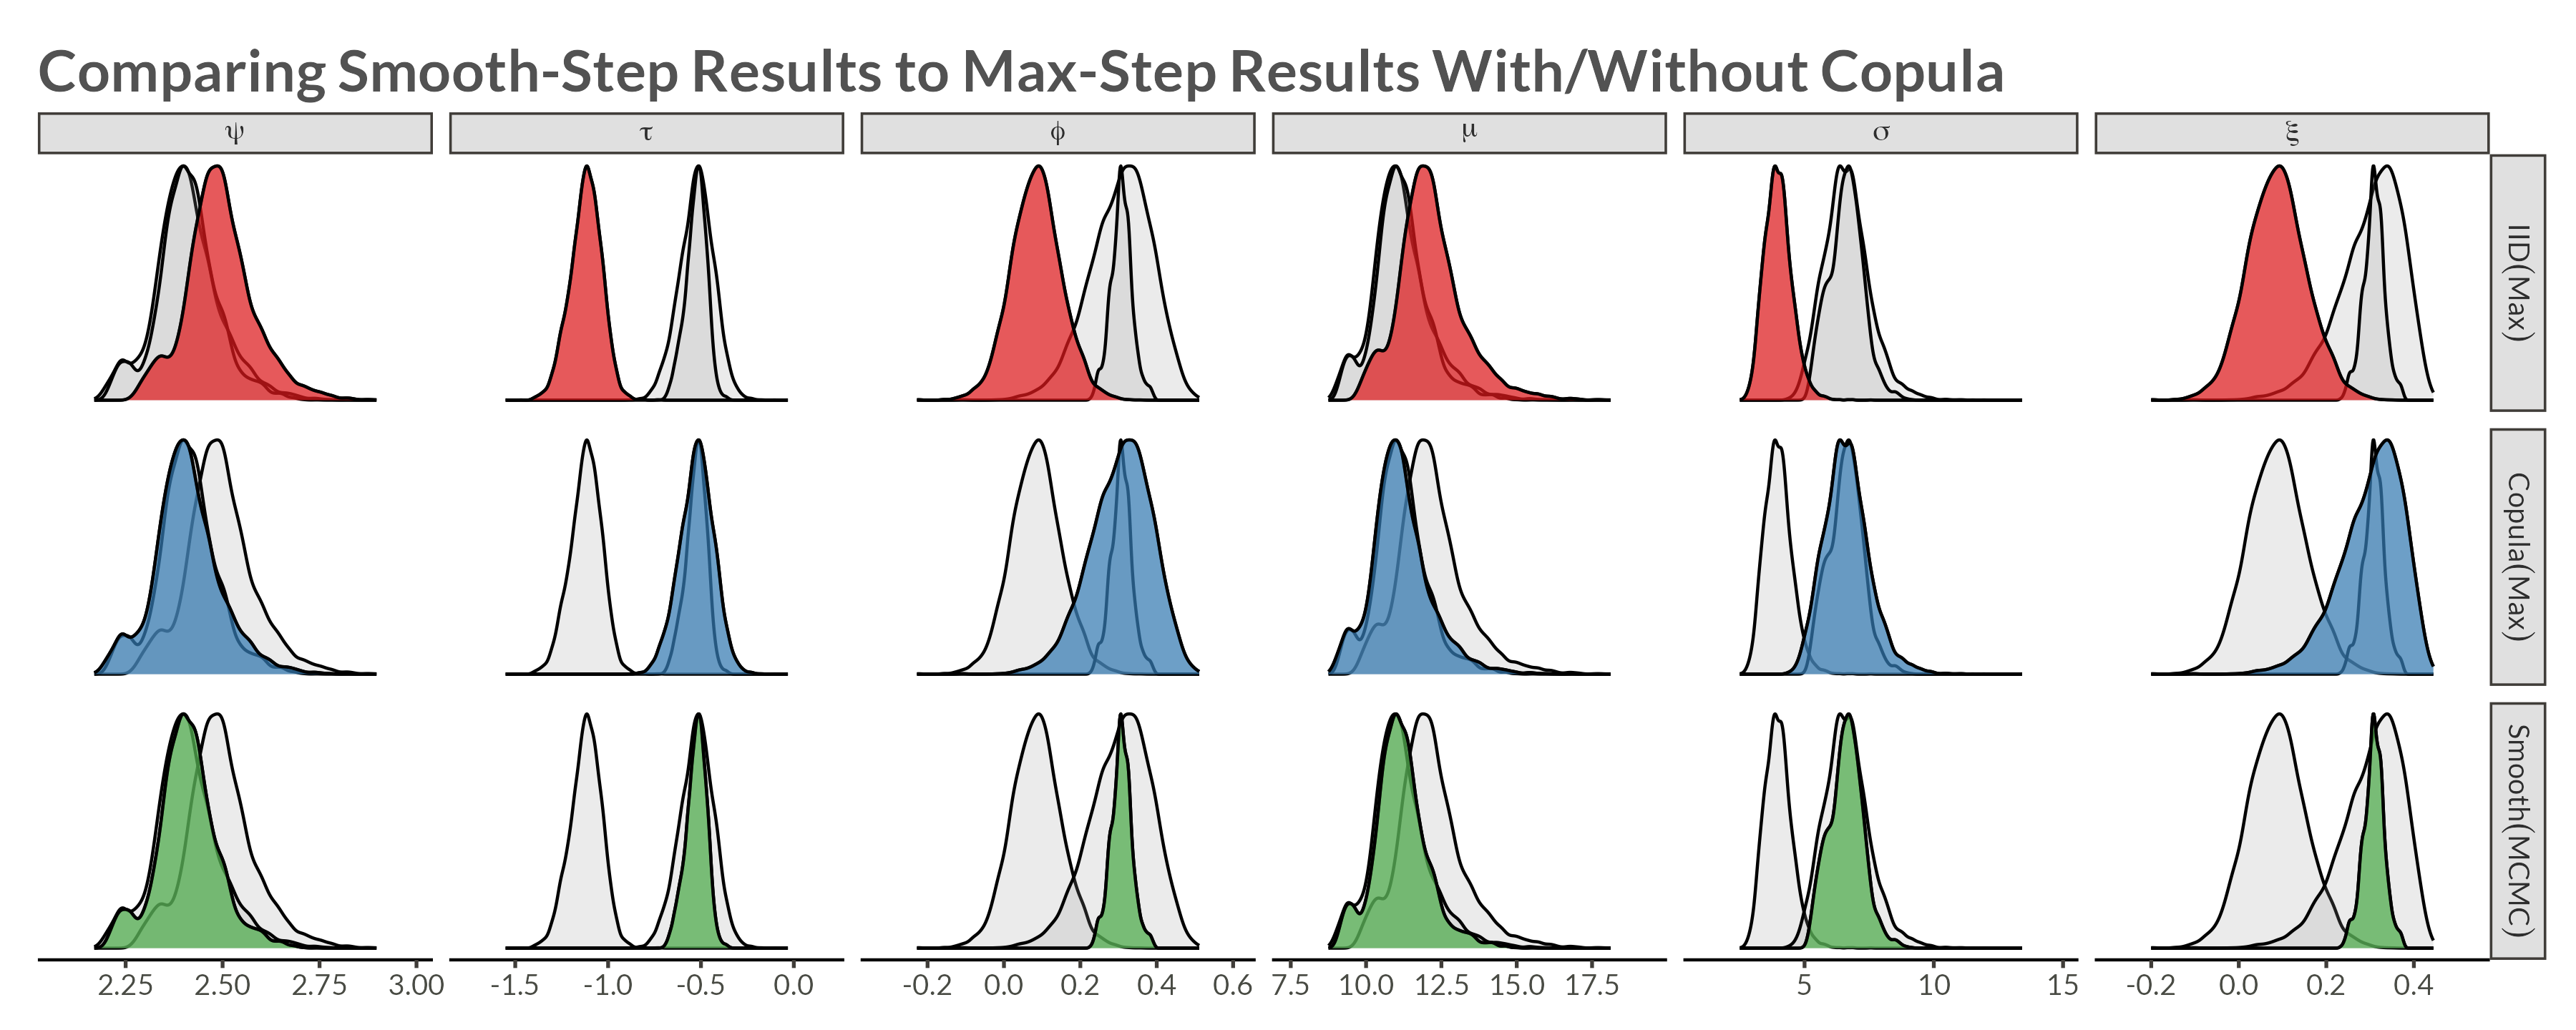 Comparing Smooth-Step Results to Max-Step Results With/Without Copula
ψ τ ϕ μ σ ξ
IID(Max)
Copula(Max)
Smooth(MCMC)
2.25 2.50 2.75 3.00 -1.5 -1.0 -0.5 0.0 -0.2 0.0 0.2 0.4 0.6 7.5 10.0 12.5 15.0 17.5 5 10 15 -0.2 0.0 0.2 0.4